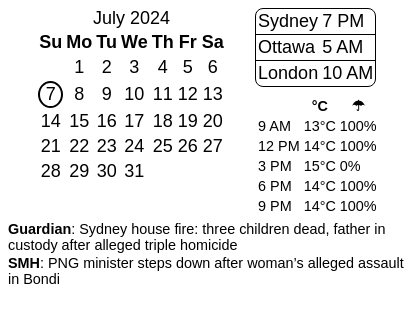 July 2024
Su Mo Tu We Th Fr Sa
1 2 3 4 5 6
7 8 9 10 11 12 13
14 15 16 17 18 19 20
21 22 23 24 25 26 27
28 29 30 31
Sydney 7 PM
Ottawa 5 AM
London 10 AM
°C ☂
9 AM 13°C 100%
12 PM 14°C 100%
3 PM 15°C 0%
6 PM 14°C 100%
9 PM 14°C 100%
Guardian: Sydney house fire: three children dead, father in
custody after alleged triple homicide
SMH: PNG minister steps down after woman’s alleged assault
in Bondi